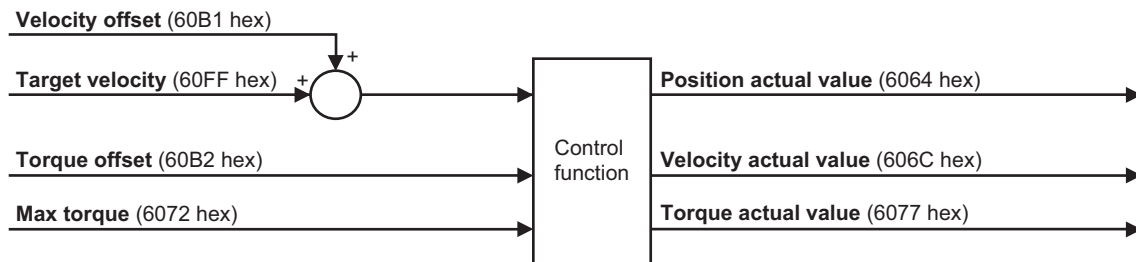 Velocity offset (60B1 hex)
+
Target velocity (60FF hex)
+
Position actual value (6064 hex)
Torque offset (60B2 hex)
Control
function
Velocity actual value (606C hex)
Max torque (6072 hex)
Torque actual value (6077 hex)